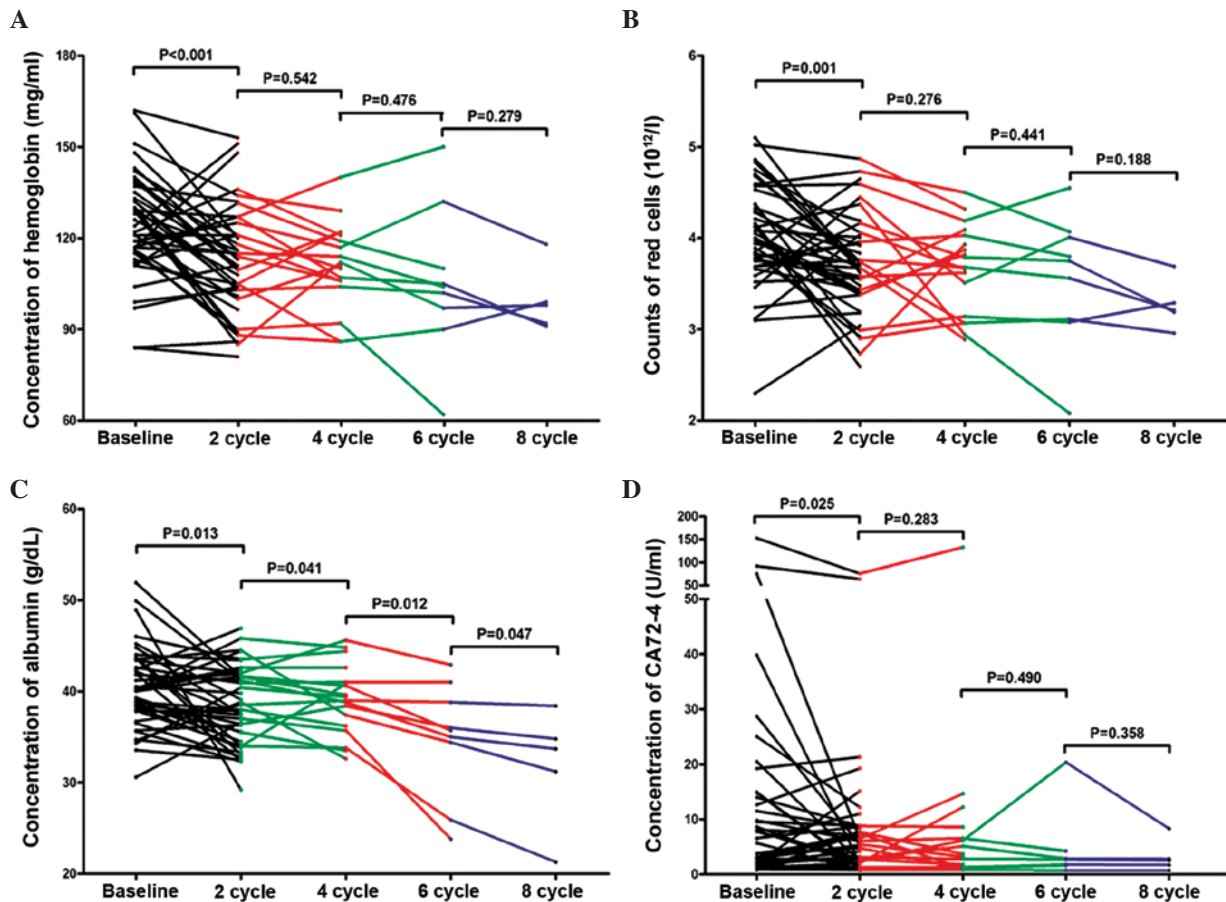 A
Concentration of hemoglobin (mg/ml)
180
150
120
90
60
P<0.001
P=0.542
P=0.476
P=0.279
Baseline 2 cycle 4 cycle 6 cycle 8 cycle
B
Counts of red cells (10¹²/l)
6
5
4
3
2
P=0.001
P=0.276
P=0.441
P=0.188
Baseline 2 cycle 4 cycle 6 cycle 8 cycle
C
Concentration of albumin (g/dL)
60
50
40
30
20
P=0.013
P=0.041
P=0.012
P=0.047
Baseline 2 cycle 4 cycle 6 cycle 8 cycle
D
Concentration of CA72-4 (U/ml)
200
150
100
50
50
40
30
20
10
0
P=0.025
P=0.283
P=0.490
P=0.358
Baseline 2 cycle 4 cycle 6 cycle 8 cycle